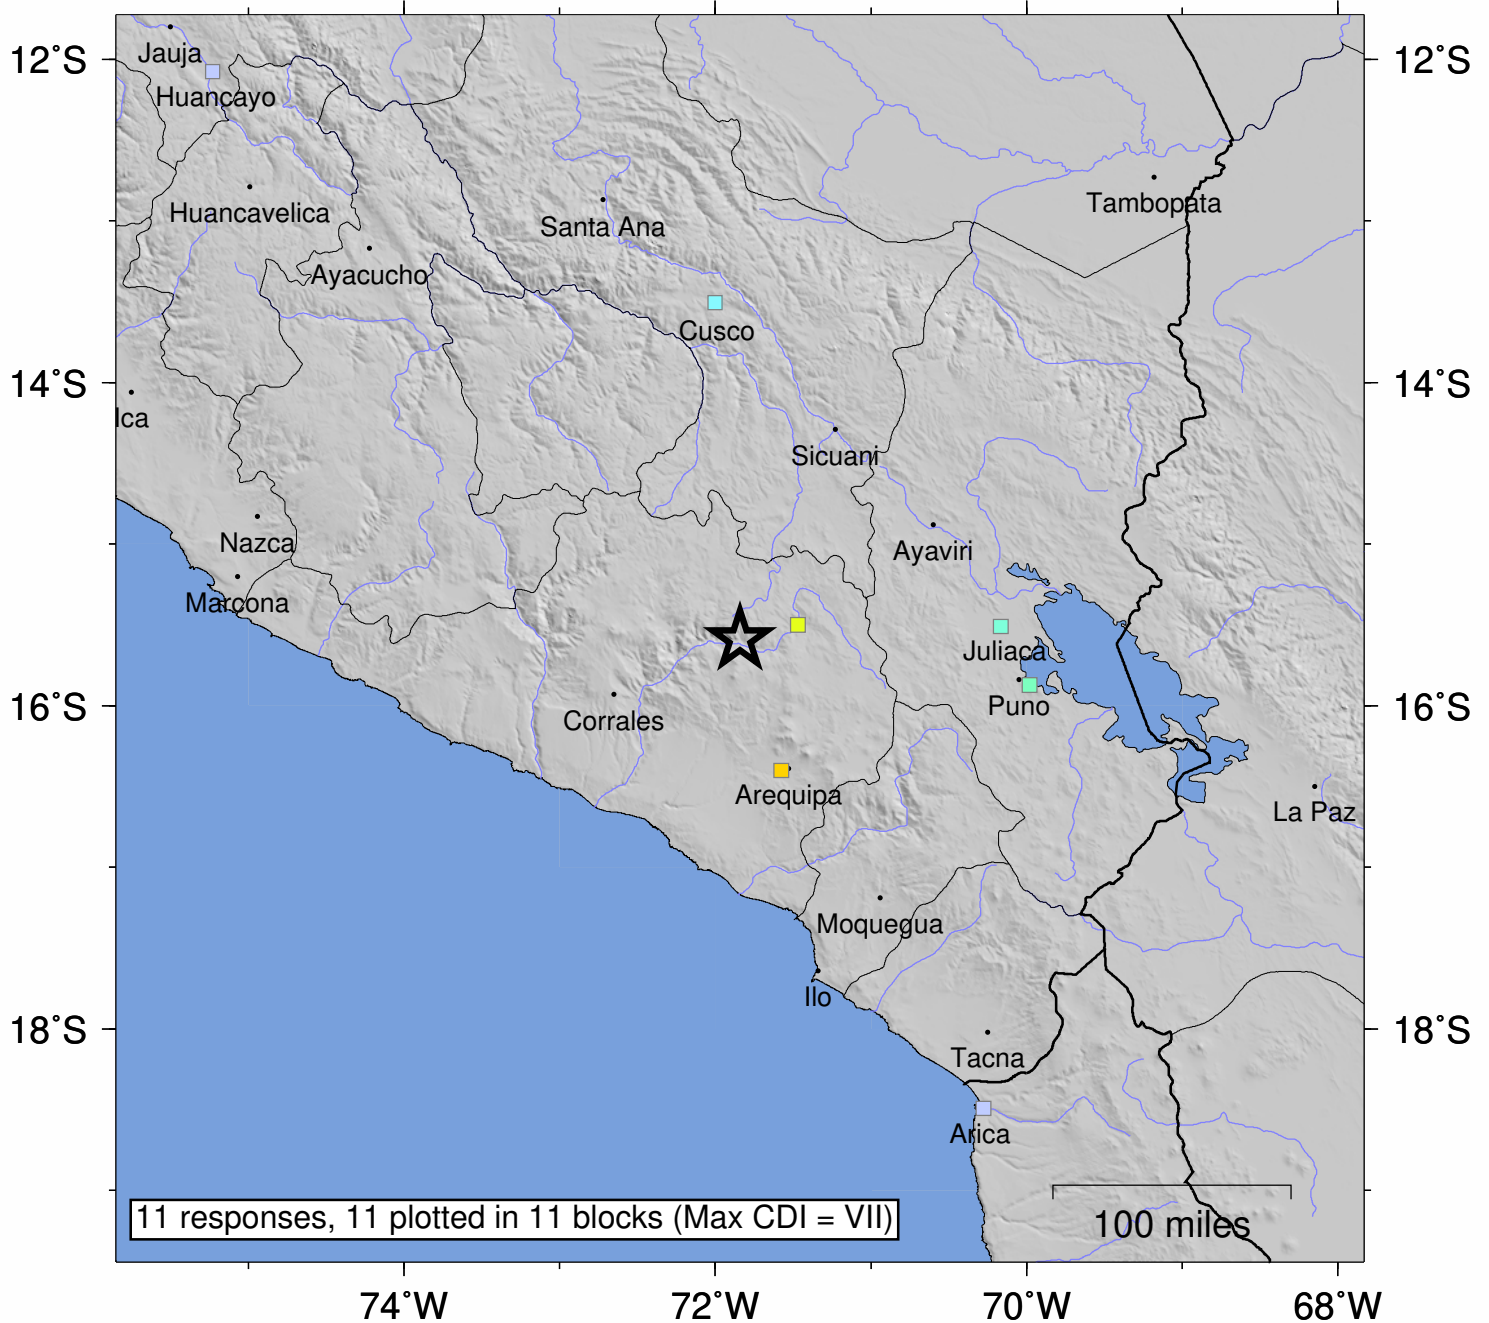 12°S
12°S
Jauja
Huancayo
Tambopata
Huancavelica
Santa Ana
Ayacucho
Cusco
14°S
14°S
Ica
Sicuani
Nazca
Ayaviri
Marcona
Juliaca
16°S
16°S
Corrales
Puno
Arequipa
La Paz
Moquegua
Ilo
18°S
18°S
Tacna
Arica
11 responses, 11 plotted in 11 blocks (Max CDI = VII)
100 miles
74°W
72°W
70°W
68°W